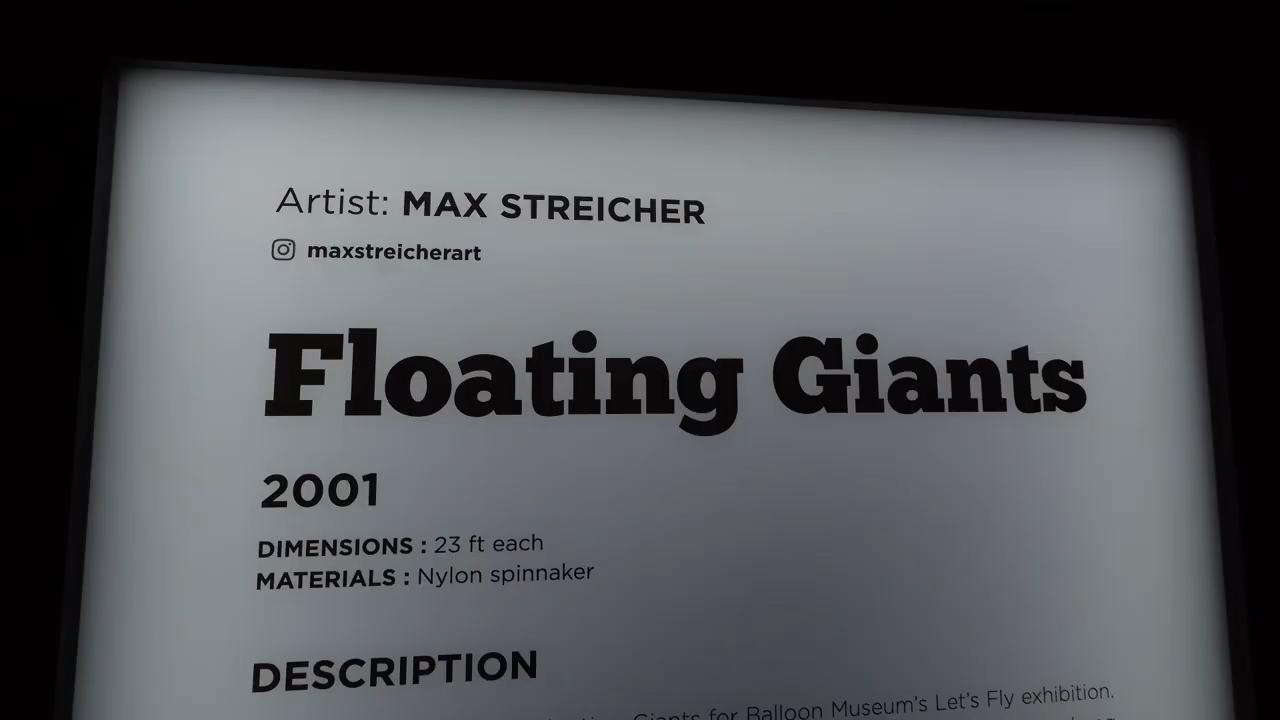 Artist: MAX STREICHER
maxstreicherart
Floating Giants
2001
DIMENSIONS : 23 ft each
MATERIALS : Nylon spinnaker
DESCRIPTION
Giants for Balloon Museum's Let's Fly exhibition.